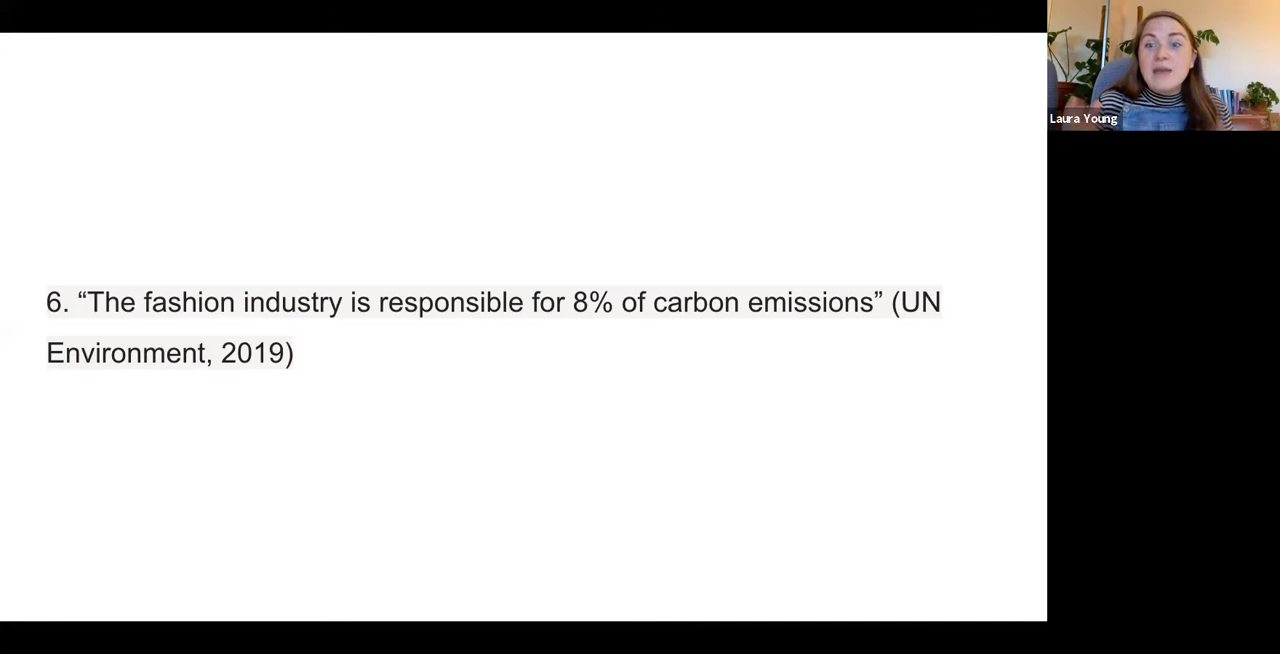 Laura Young
6. “The fashion industry is responsible for 8% of carbon emissions” (UN
Environment, 2019)